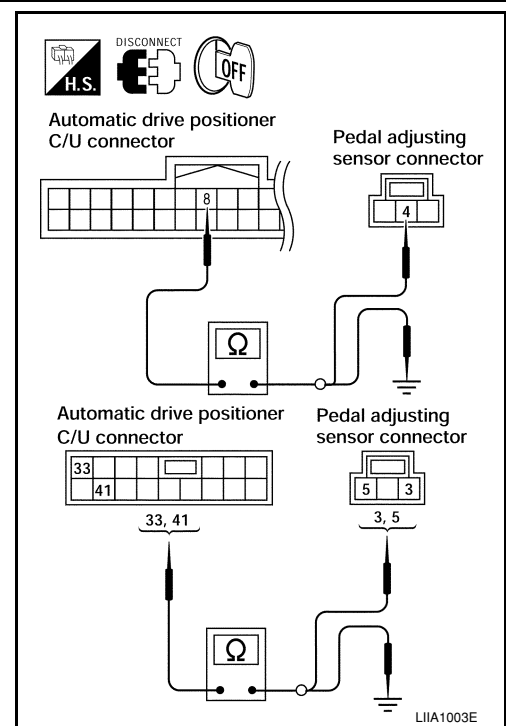 DISCONNECT
H.S.
OFF
Automatic drive positioner
C/U connector
Pedal adjusting
sensor connector
8
4
Ω
Automatic drive positioner
C/U connector
Pedal adjusting
sensor connector
33
41
5 3
33, 41
3, 5
Ω
LIIA1003E